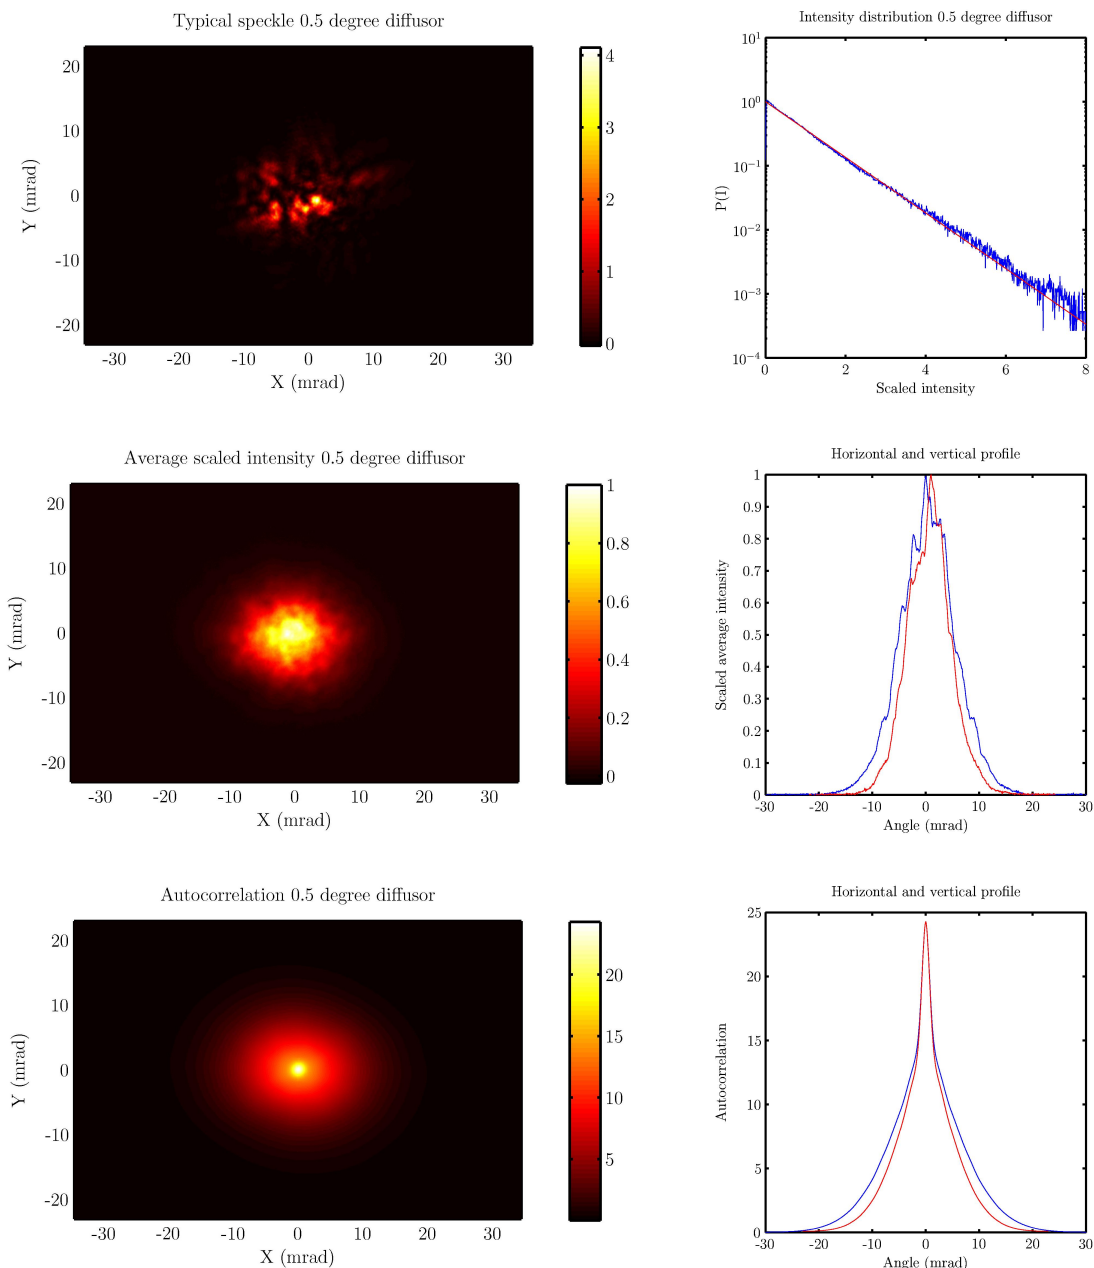 Typical speckle 0.5 degree diffusor
20
10
0
-10
-20
Y (mrad)
-30 -20 -10 0 10 20 30
X (mrad)
4
3
2
1
0
Intensity distribution 0.5 degree diffusor
10^1
10^0
10^-1
10^-2
10^-3
10^-4
P(I)
0 2 4 6 8
Scaled intensity
Average scaled intensity 0.5 degree diffusor
20
10
0
-10
-20
Y (mrad)
-30 -20 -10 0 10 20 30
X (mrad)
1
0.8
0.6
0.4
0.2
0
Horizontal and vertical profile
1
0.9
0.8
0.7
0.6
0.5
0.4
0.3
0.2
0.1
0
Scaled average intensity
-30 -20 -10 0 10 20 30
Angle (mrad)
Autocorrelation 0.5 degree diffusor
20
10
0
-10
-20
Y (mrad)
-30 -20 -10 0 10 20 30
X (mrad)
20
15
10
5
Horizontal and vertical profile
25
20
15
10
5
0
Autocorrelation
-30 -20 -10 0 10 20 30
Angle (mrad)